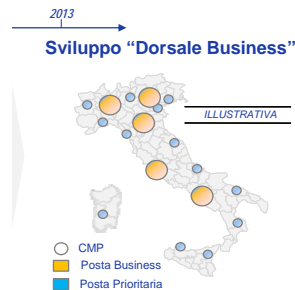 2013
Sviluppo “Dorsale Business”
ILLUSTRATIVA
CMP
Posta Business
Posta Prioritaria